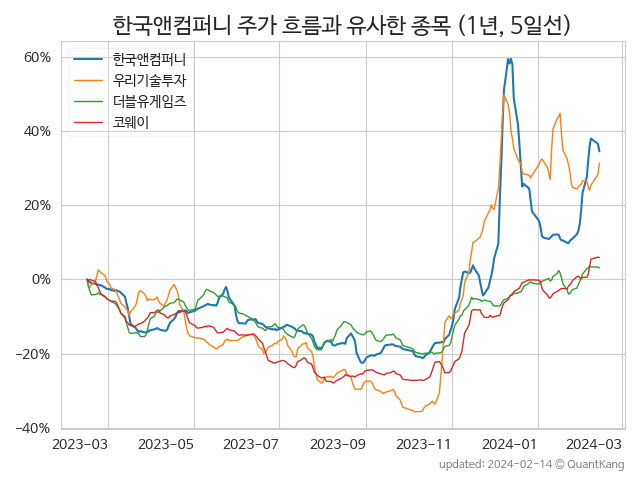 한국앤컴퍼니 주가 흐름과 유사한 종목 (1년, 5일선)
한국앤컴퍼니
우리기술투자
더블유게임즈
코웨이
60%
40%
20%
0%
−20%
−40%
2023-03 2023-05 2023-07 2023-09 2023-11 2024-01 2024-03
updated: 2024-02-14 © QuantKang